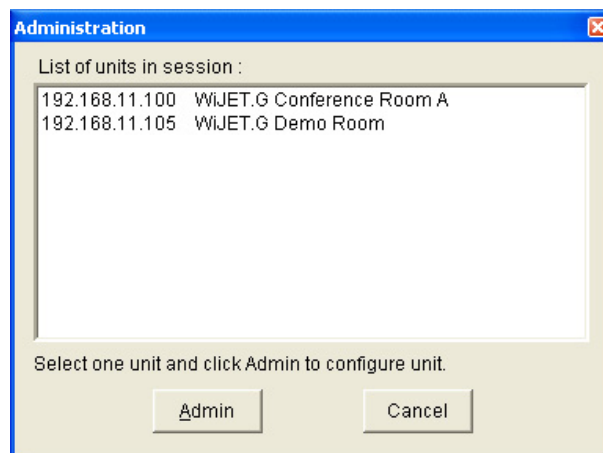 Administration
List of units in session :
192.168.11.100 WiJET.G Conference Room A
192.168.11.105 WiJET.G Demo Room
Select one unit and click Admin to configure unit.
Admin Cancel